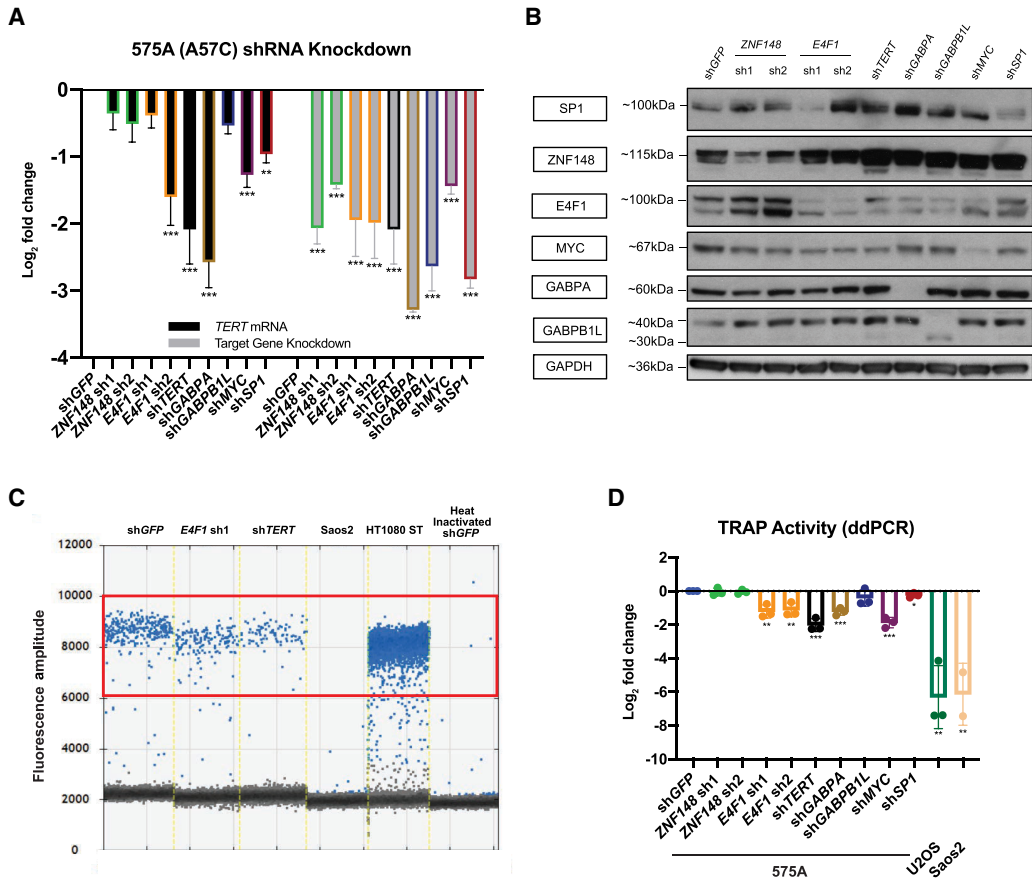 A
575A (A57C) shRNA Knockdown
Log2 fold change
0
-1
-2
-3
-4
**
***
***
***
***
***
***
***
***
***
***
***
***
***
TERT mRNA
Target Gene Knockdown
shGFP
ZNF148 sh1
ZNF148 sh2
E4F1 sh1
E4F1 sh2
shTERT
shGABPA
shGABPB1L
shMYC
shSP1
shGFP
ZNF148 sh1
ZNF148 sh2
E4F1 sh1
E4F1 sh2
shTERT
shGABPA
shGABPB1L
shMYC
shSP1
B
shGFP
ZNF148
E4F1
sh1 sh2 sh1 sh2
shTERT
shGABPA
shGABPB1L
shMYC
shSP1
SP1 ~100kDa
ZNF148 ~115kDa
E4F1 ~100kDa
MYC ~67kDa
GABPA ~60kDa
GABPB1L ~40kDa
~30kDa
GAPDH ~36kDa
C
shGFP E4F1 sh1 shTERT Saos2 HT1080 ST Heat Inactivated shGFP
Fluorescence amplitude
12000
10000
8000
6000
4000
2000
0
D
TRAP Activity (ddPCR)
Log2 fold change
2
0
-2
-4
-6
-8
-10
** ** *** *** *** * ** **
shGFP
ZNF148 sh1
ZNF148 sh2
E4F1 sh1
E4F1 sh2
shTERT
shGABPA
shGABPB1L
shMYC
shSP1
U2OS
Saos2
575A